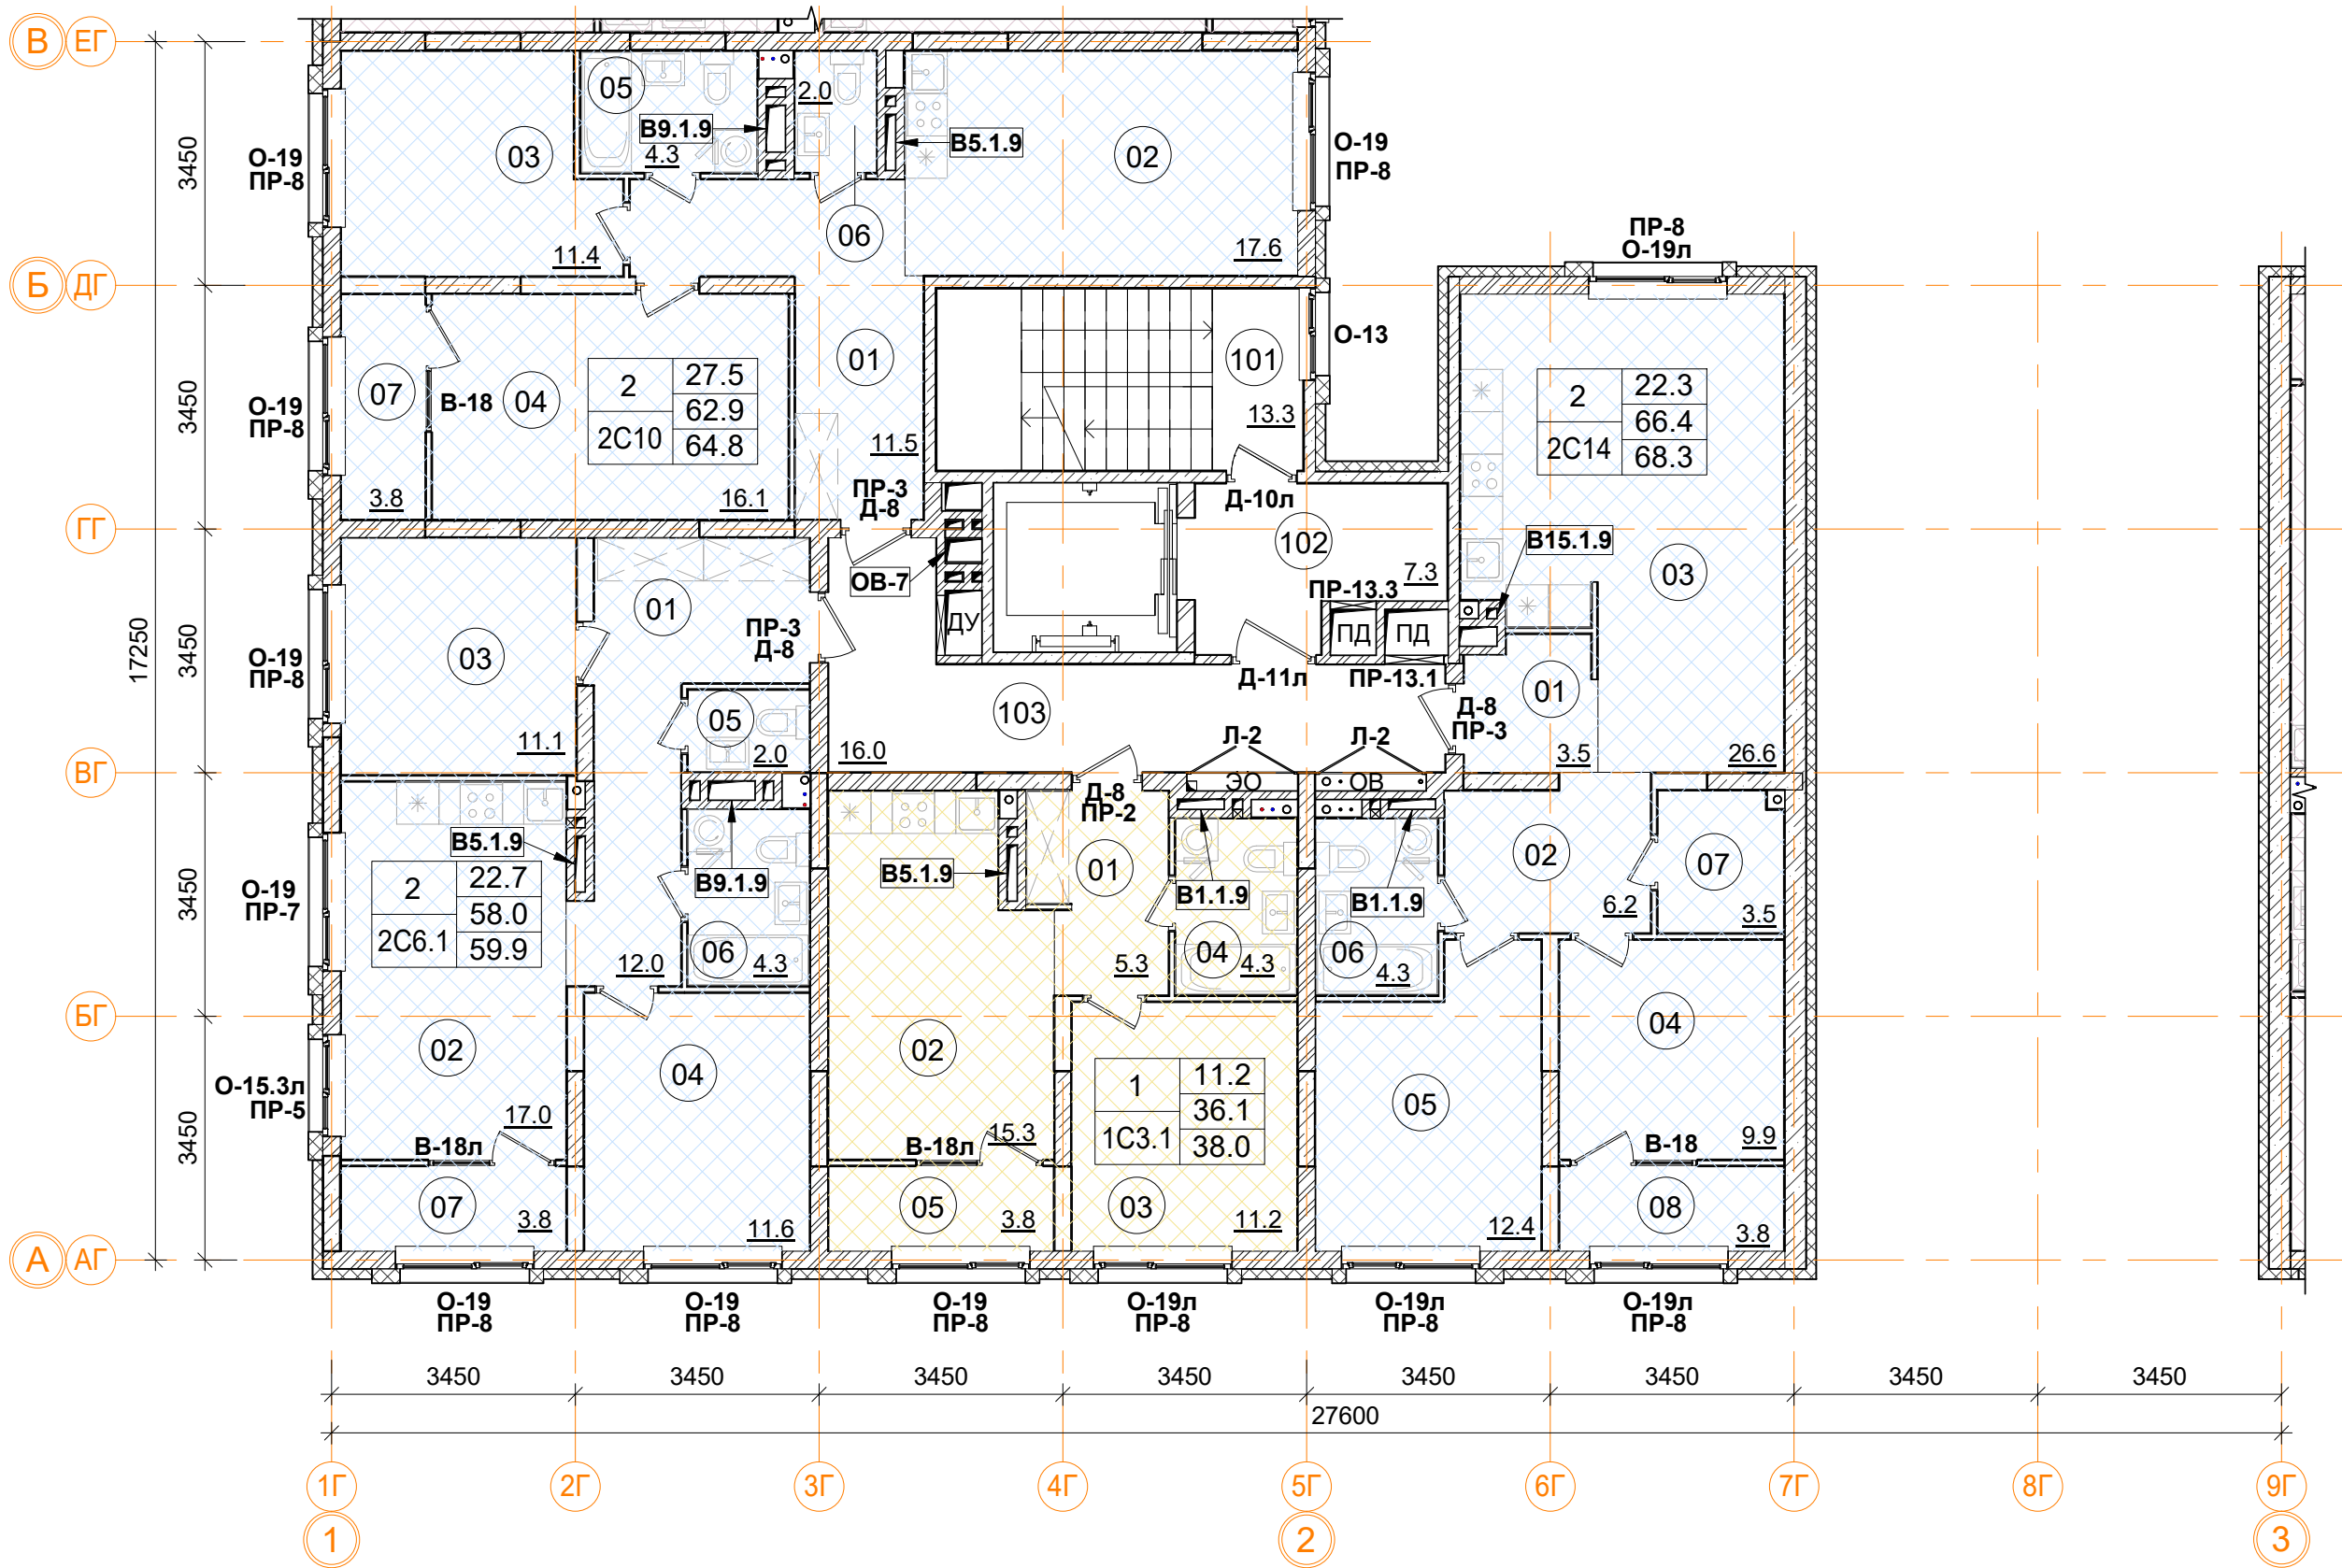 В ЕГ
Б ДГ
ГГ
ВГ
БГ
А АГ
3450
3450
3450
3450
3450
17250
О-19
ПР-8
О-19
ПР-8
О-19
ПР-8
О-19
ПР-7
О-15.3л
ПР-5
03
11.4
05
В9.1.9
4.3
2.0
06
В5.1.9
02
17.6
О-19
ПР-8
О-13
07
3.8
В-18
04
2
2С10
27.5
62.9
64.8
16.1
01
11.5
ПР-3
Д-8
101
13.3
Д-10л
102
7.3
ОВ-7
ДУ
ПР-13.3
ПД
ПД
Д-11л
ПР-13.1
103
16.0
Л-2
Л-2
ЭО
ОВ
Д-8
ПР-3
ПР-8
О-19л
2
2С14
22.3
66.4
68.3
В15.1.9
03
26.6
01
3.5
03
11.1
01
ПР-3
Д-8
05
2.0
В5.1.9
В9.1.9
2
2С6.1
22.7
58.0
59.9
12.0
06
4.3
02
17.0
В-18л
04
11.6
07
3.8
Д-8
ПР-2
В5.1.9
01
В1.1.9
5.3
04
4.3
02
15.3
В-18л
05
3.8
1
1С3.1
11.2
36.1
38.0
03
11.2
В1.1.9
06
4.3
02
6.2
07
3.5
05
12.4
04
9.9
В-18
08
3.8
О-19
ПР-8
О-19
ПР-8
О-19
ПР-8
О-19л
ПР-8
О-19л
ПР-8
О-19л
ПР-8
3450 3450 3450 3450 3450 3450 3450 3450
27600
1Г 2Г 3Г 4Г 5Г 6Г 7Г 8Г 9Г
1 2 3